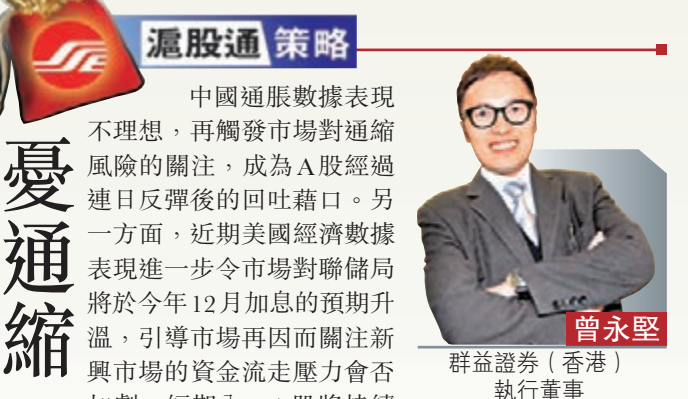 滬股通 策略
憂通縮
中國通脹數據表現
不理想，再觸發市場對通縮
風險的關注，成為A股經過
連日反彈後的回吐藉口。另
一方面，近期美國經濟數據
表現進一步令市場對聯儲局
將於今年12月加息的預期升
溫，引導市場再因而關注新
興市場的資金流走壓力會否
曾永堅
群益證券（香港）
執行董事